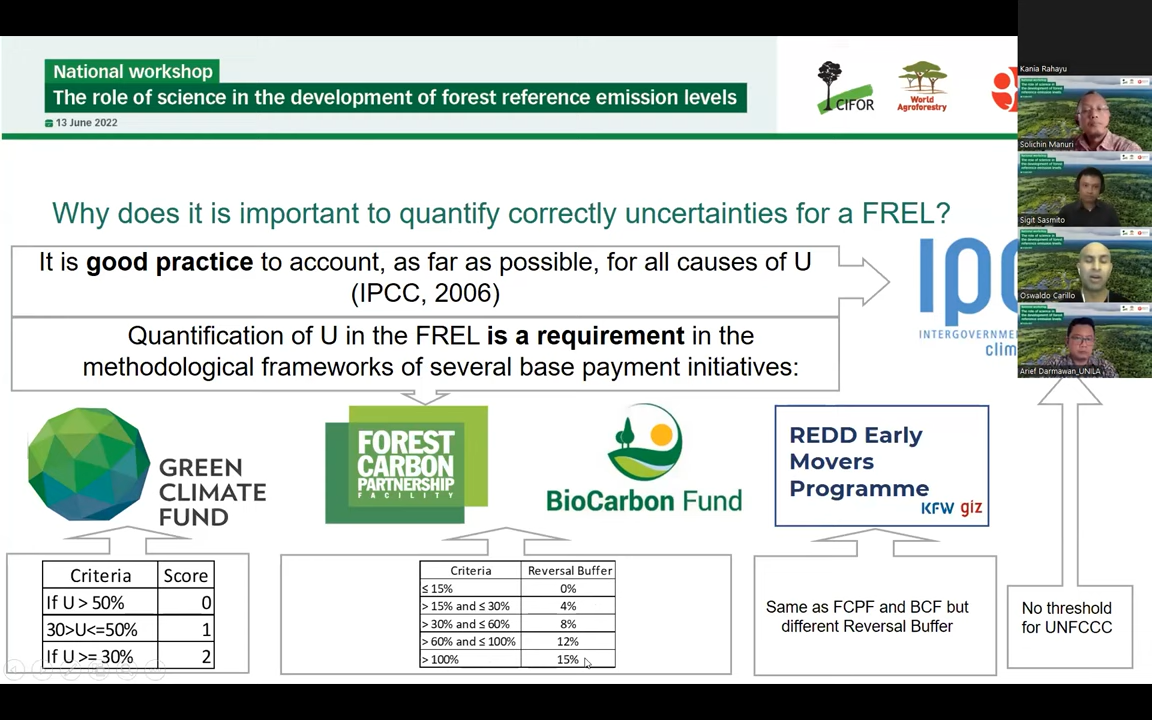 National workshop
The role of science in the development of forest reference emission levels
13 June 2022
CIFOR
World
Agroforestry
Kania Rahayu
Solichin Manuri
Sigit Sasmito
Oswaldo Carillo
Arief Darmawan_UNILA
Why does it is important to quantify correctly uncertainties for a FREL?
It is good practice to account, as far as possible, for all causes of U
(IPCC, 2006)
Quantification of U in the FREL is a requirement in the
methodological frameworks of several base payment initiatives:
ipc
INTERGOVERNM
clim
GREEN
CLIMATE
FUND
FOREST
CARBON
PARTNERSHIP
FACILITY
BioCarbon Fund
REDD Early
Movers
Programme
KFW giz
Criteria Score
If U > 50% 0
30>U<=50% 1
If U >= 30% 2
Criteria Reversal Buffer
≤ 15% 0%
> 15% and ≤ 30% 4%
> 30% and ≤ 60% 8%
> 60% and ≤ 100% 12%
> 100% 15%
Same as FCPF and BCF but
different Reversal Buffer
No threshold
for UNFCCC